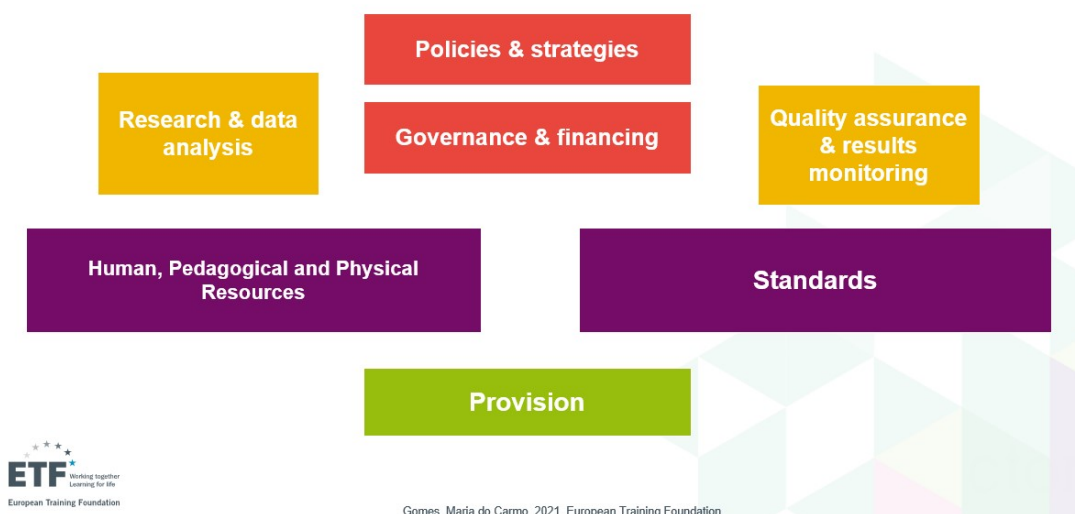 Policies & strategies
Research & data
analysis
Governance & financing
Quality assurance
& results
monitoring
Human, Pedagogical and Physical
Resources
Standards
Provision
ETF
Working together
Learning for life
European Training Foundation
Gomes, Maria do Carmo, 2021, European Training Foundation